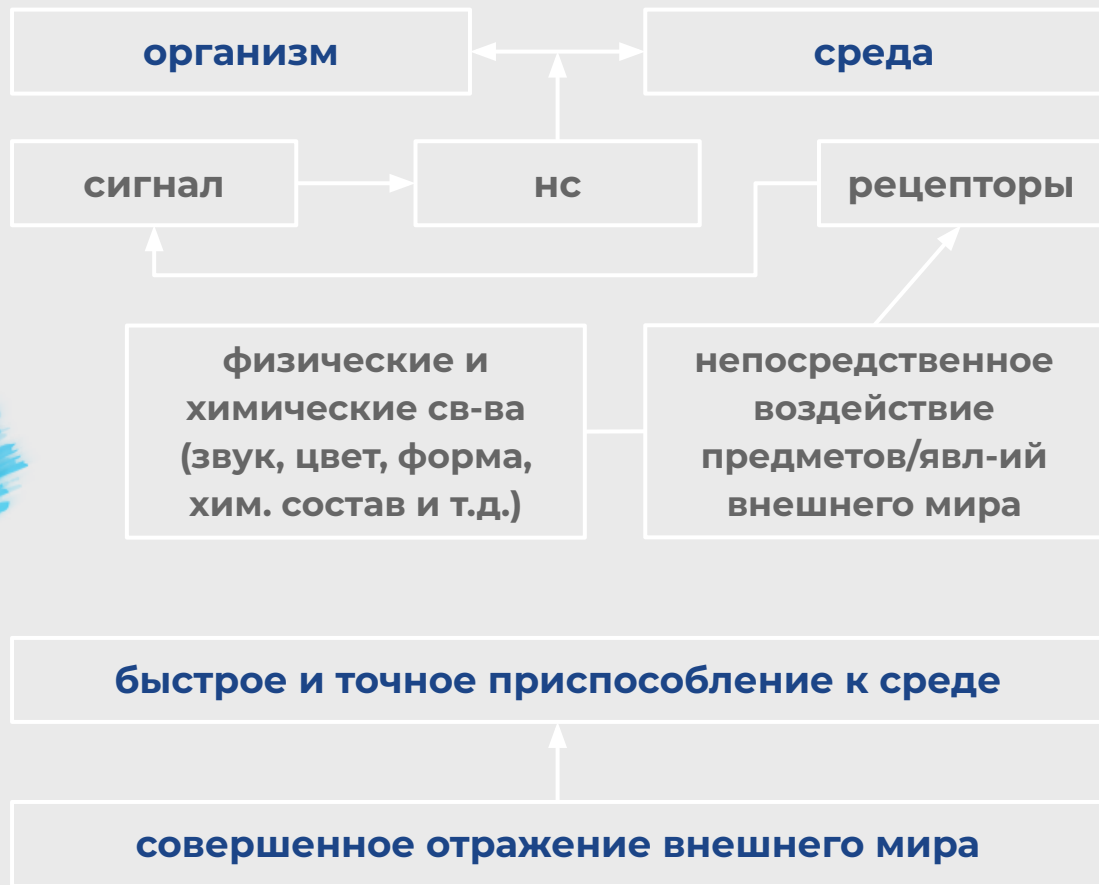 организм
среда
сигнал
нс
рецепторы
физические и
химические св-ва
(звук, цвет, форма,
хим. состав и т.д.)
непосредственное
воздействие
предметов/явл-ий
внешнего мира
быстрое и точное приспособление к среде
совершенное отражение внешнего мира